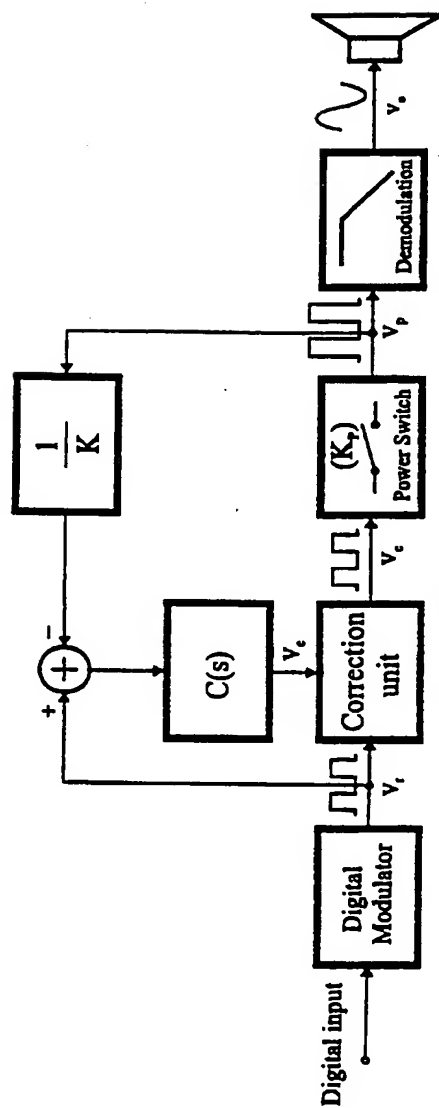 Digital input
Digital
Modulator
Vr
+
−
+
1
K
C(s)
Ve
Correction
unit
Vc
(KP)
Power Switch
Vp
Demodulation
Vo